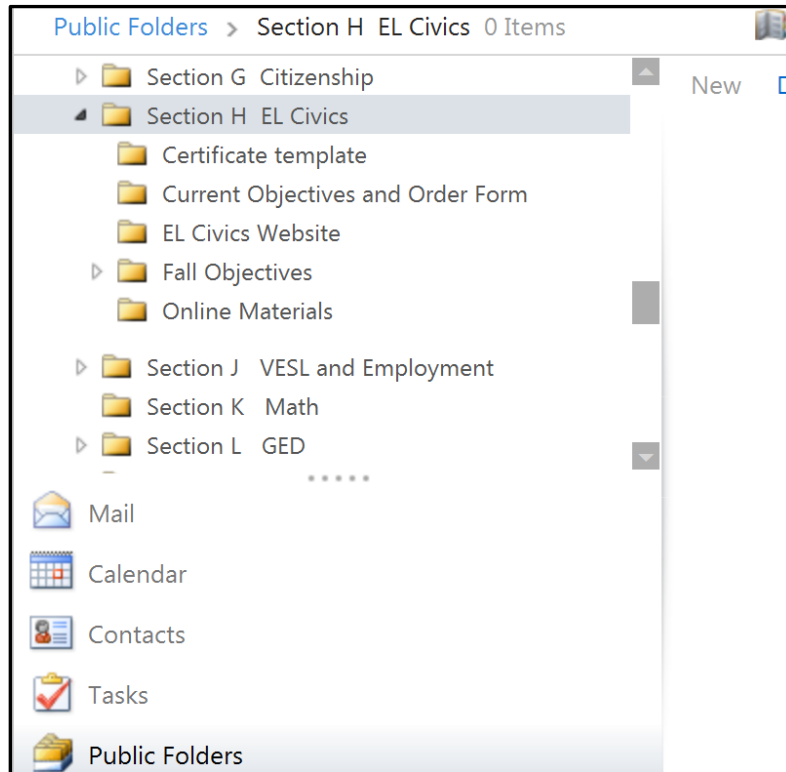 Public Folders > Section H EL Civics 0 Items
Section G Citizenship
New
Section H EL Civics
Certificate template
Current Objectives and Order Form
EL Civics Website
Fall Objectives
Online Materials
Section J VESL and Employment
Section K Math
Section L GED
Mail
Calendar
Contacts
Tasks
Public Folders